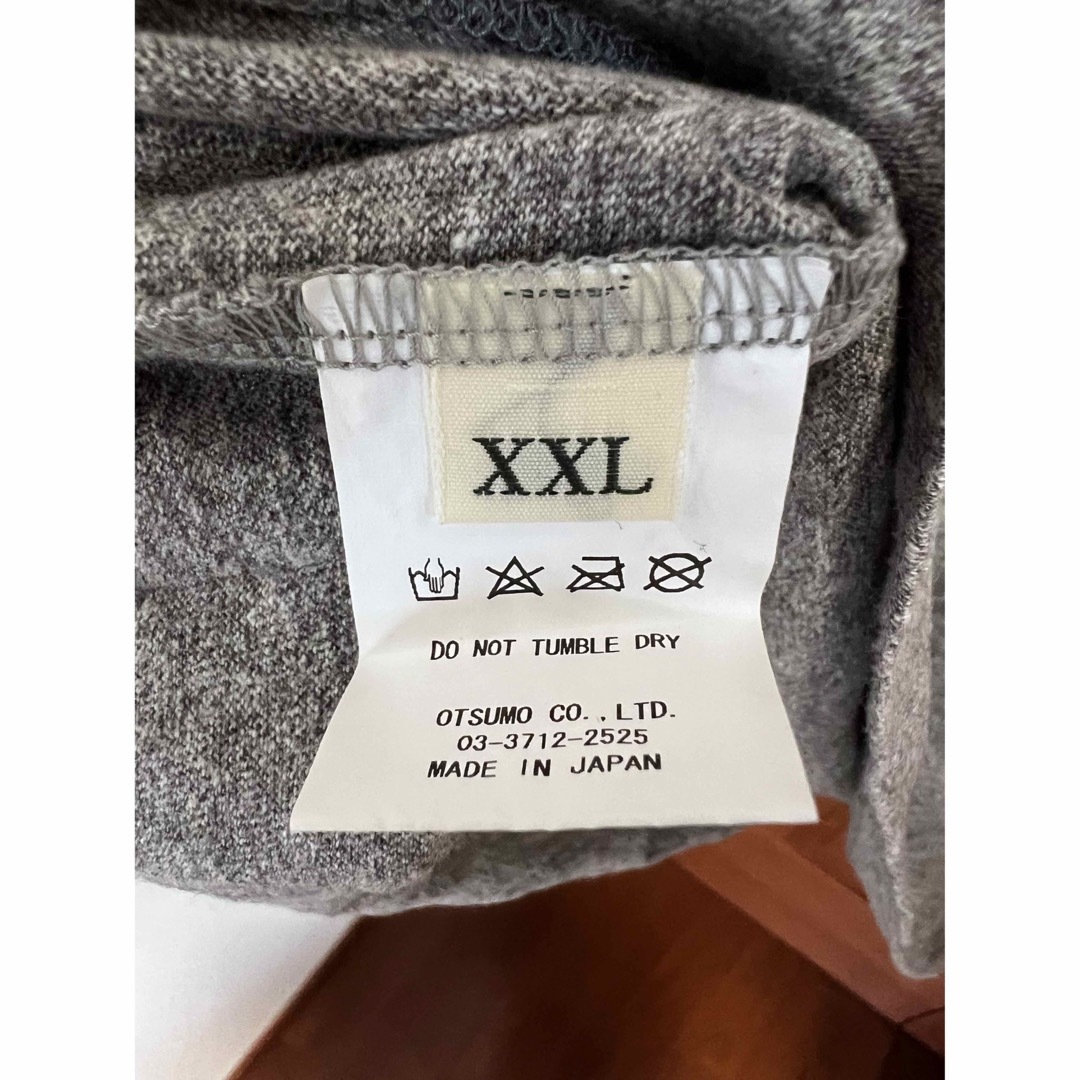 XXL
DO NOT TUMBLE DRY
OTSUMO CO.,LTD.
03-3712-2525
MADE IN JAPAN